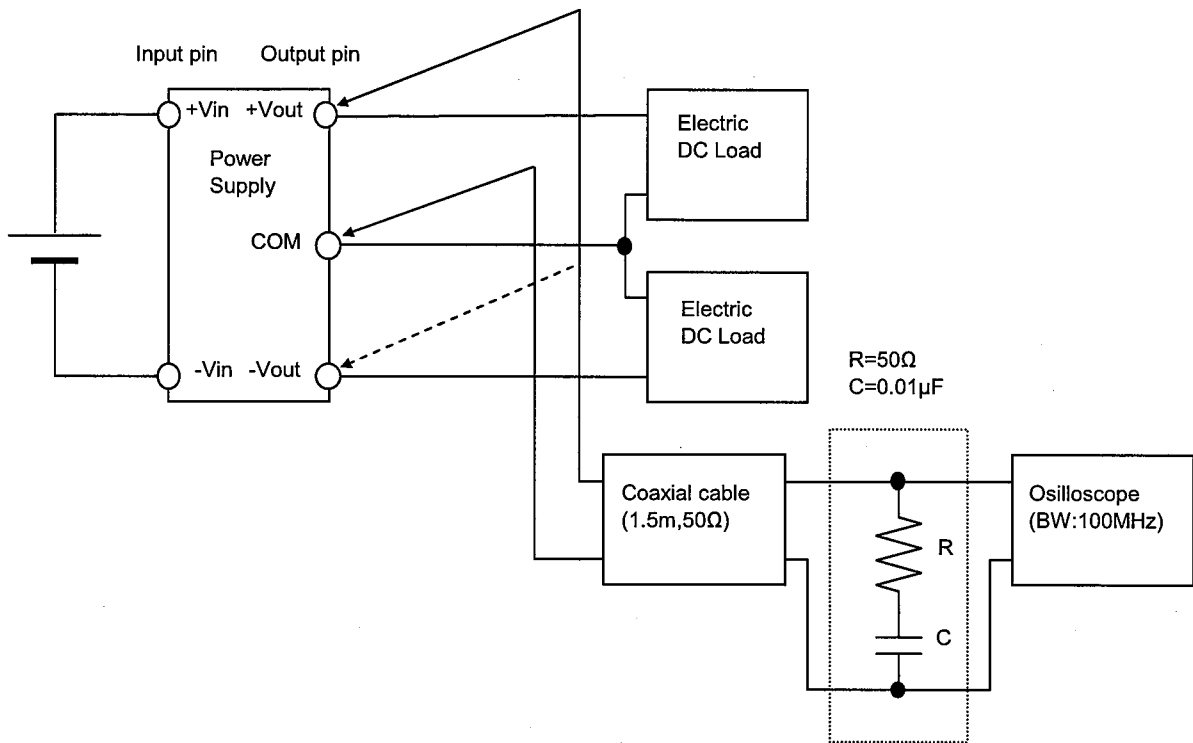 Input pin Output pin
+Vin +Vout
Power
Supply
COM
-Vin -Vout
Electric
DC Load
Electric
DC Load
R=50Ω
C=0.01µF
Coaxial cable
(1.5m,50Ω)
R
C
Osilloscope
(BW:100MHz)